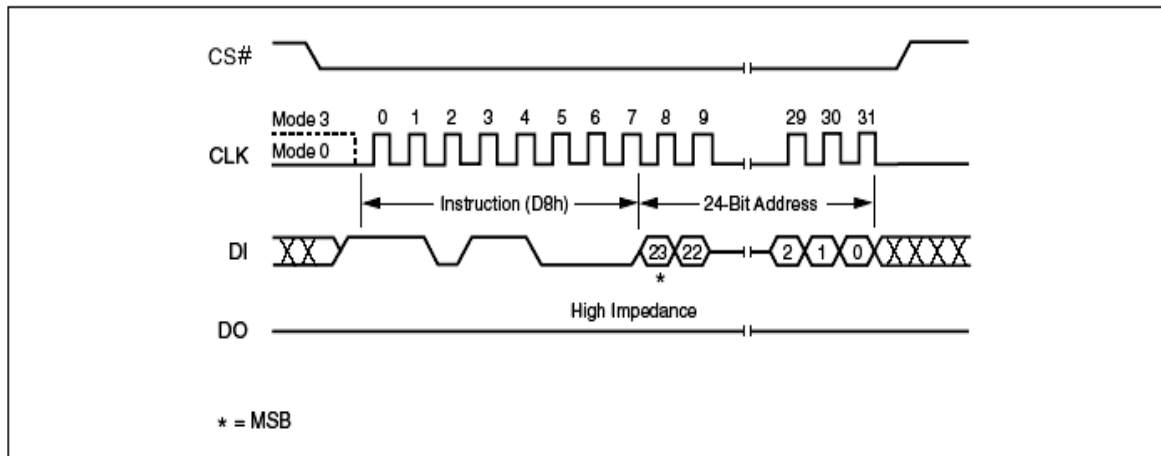 CS#
Mode 3
0 1 2 3 4 5 6 7 8 9 29 30 31
CLK Mode 0
Instruction (D8h) 24-Bit Address
DI 23 22 2 1 0
*
High Impedance
DO
* = MSB